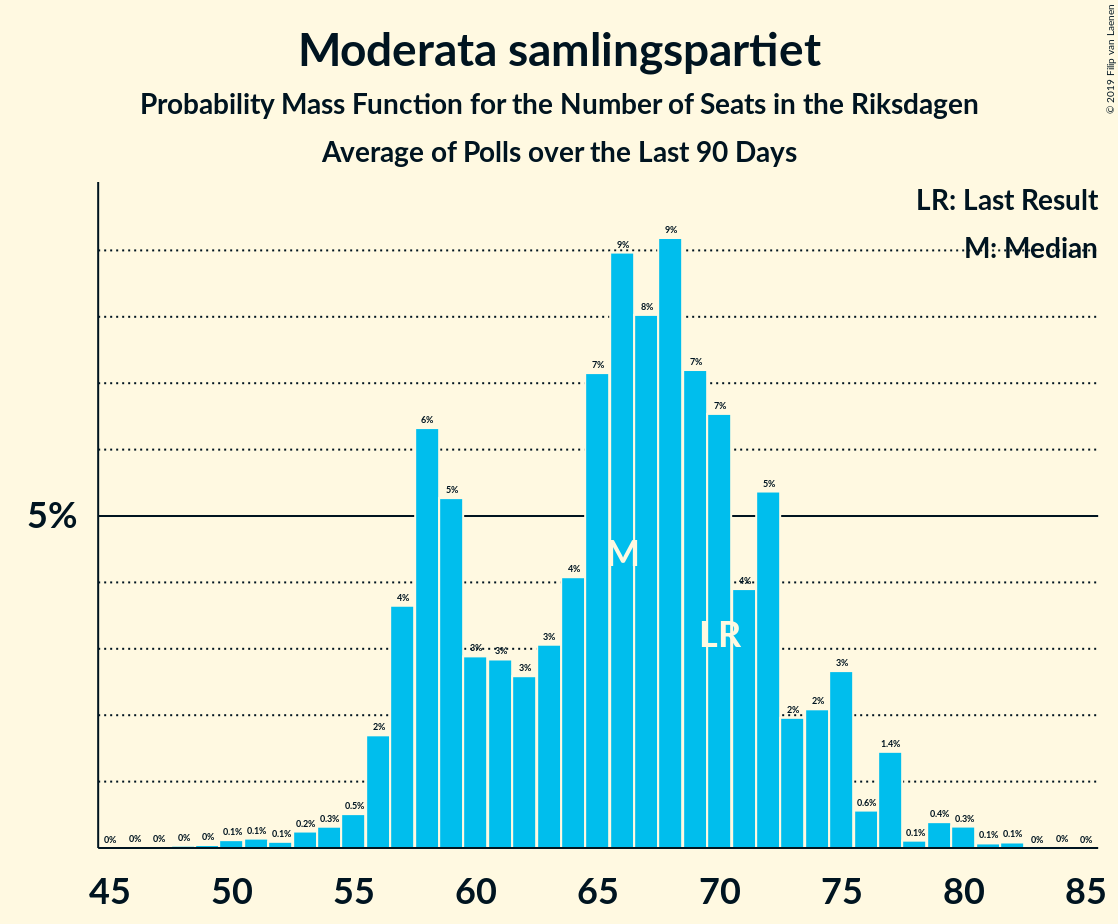 Moderata samlingspartiet
Probability Mass Function for the Number of Seats in the Riksdagen
Average of Polls over the Last 90 Days
© 2019 Filip van Laenen
LR: Last Result
M: Median
5%
0% 0% 0% 0% 0% 0.1% 0.1% 0.1% 0.2% 0.3% 0.5% 2% 4% 6% 5% 3% 3% 3% 3% 4% 7% 9% 8% 9% 7% 7% 4% 5% 2% 2% 3% 0.6% 1.4% 0.1% 0.4% 0.3% 0.1% 0.1% 0% 0% 0%
M
LR
45 50 55 60 65 70 75 80 85